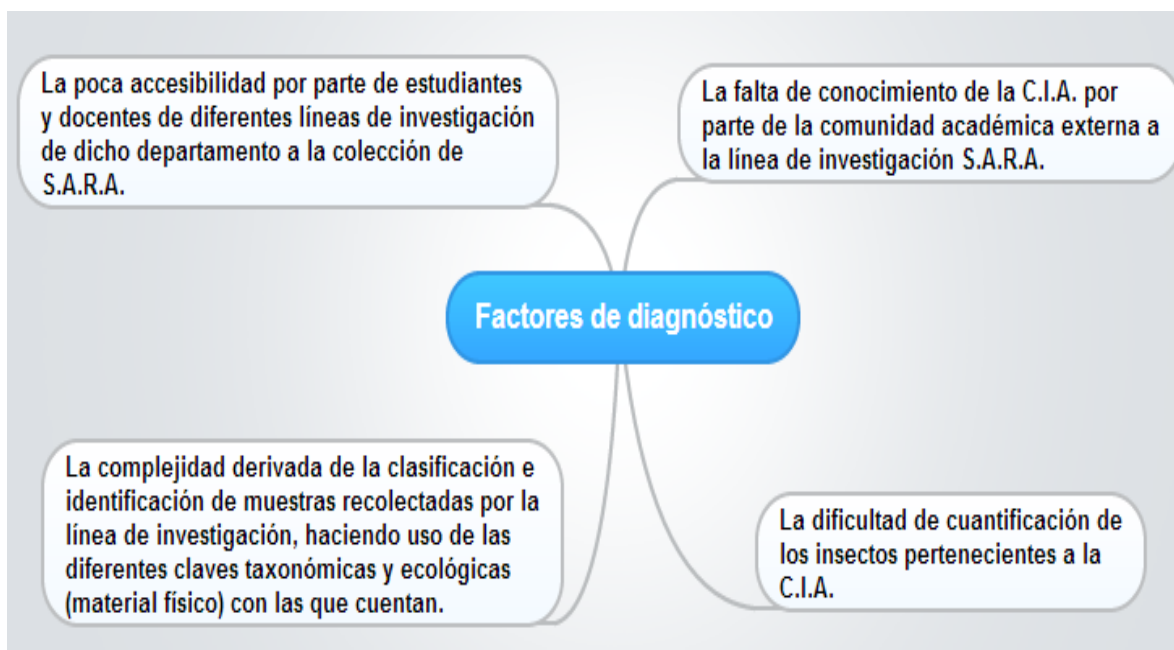 La poca accesibilidad por parte de estudiantes
y docentes de diferentes líneas de investigación
de dicho departamento a la colección de
S.A.R.A.
La falta de conocimiento de la C.I.A. por
parte de la comunidad académica externa a
la línea de investigación S.A.R.A.
Factores de diagnóstico
La complejidad derivada de la clasificación e
identificación de muestras recolectadas por la
línea de investigación, haciendo uso de las
diferentes claves taxonómicas y ecológicas
(material físico) con las que cuentan.
La dificultad de cuantificación de
los insectos pertenecientes a la
C.I.A.